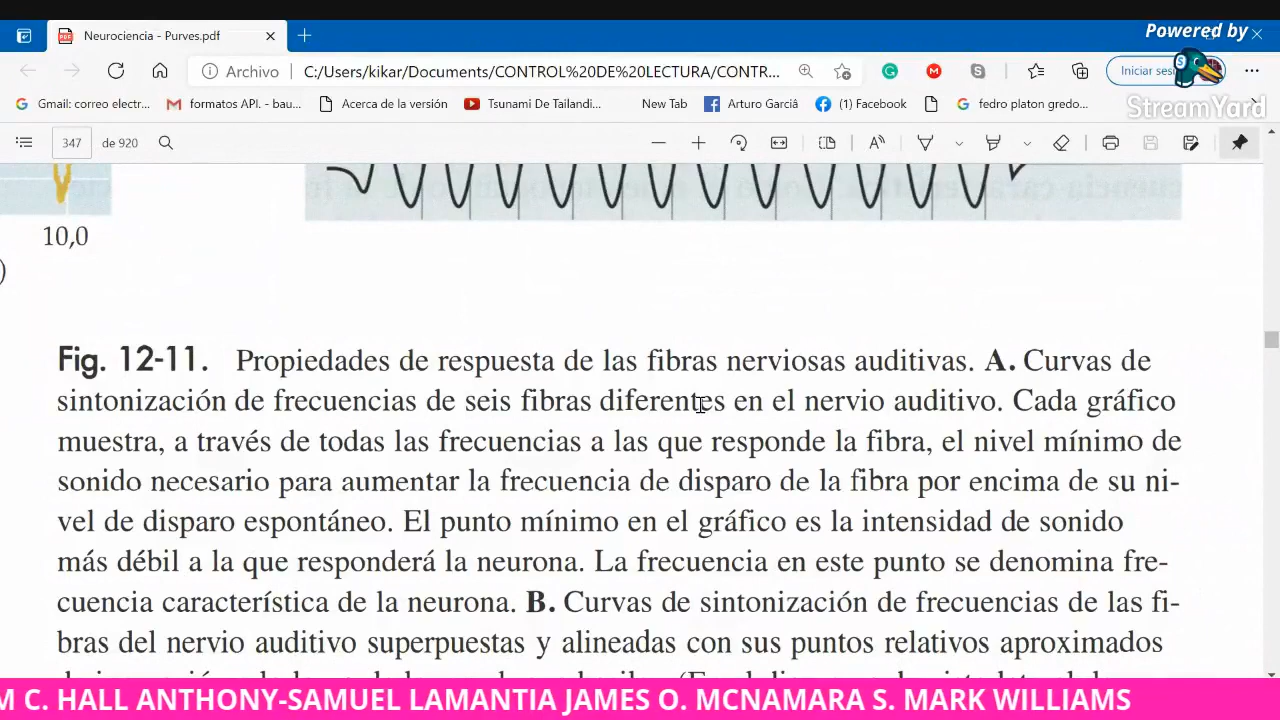 Powered by
Neurociencia - Purves.pdf
Archivo
C:/Users/kikar/Documents/CONTROL%20DE%20LECTURA/CONTR...
Iniciar sesi
StreamYard
Gmail: correo electr...
formatos API. - bau...
Acerca de la versión
Tsunami De Tailandi...
New Tab
Arturo Garciâ
(1) Facebook
fedro platon gredo...
347
de 920
10,0
)
Fig. 12-11. Propiedades de respuesta de las fibras nerviosas auditivas. A. Curvas de
sintonización de frecuencias de seis fibras diferentes en el nervio auditivo. Cada gráfico
muestra, a través de todas las frecuencias a las que responde la fibra, el nivel mínimo de
sonido necesario para aumentar la frecuencia de disparo de la fibra por encima de su ni-
vel de disparo espontáneo. El punto mínimo en el gráfico es la intensidad de sonido
más débil a la que responderá la neurona. La frecuencia en este punto se denomina fre-
cuencia característica de la neurona. B. Curvas de sintonización de frecuencias de las fi-
bras del nervio auditivo superpuestas y alineadas con sus puntos relativos aproximados
M C. HALL ANTHONY-SAMUEL LAMANTIA JAMES O. MCNAMARA S. MARK WILLIAMS